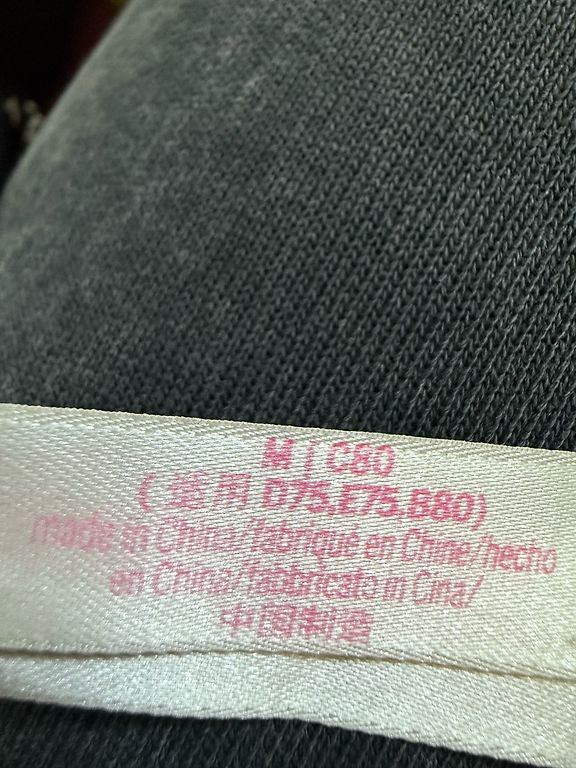 M | C80
(适用 D75,E75,B80)
made in China/fabriqué en Chine/hecho
en China/fabbricato in Cina/
中国制造